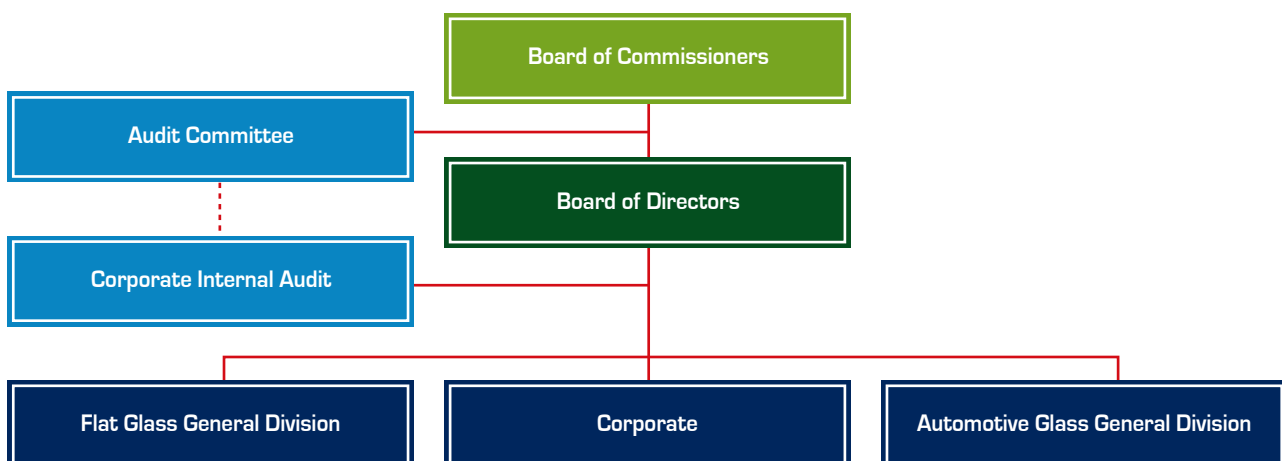 Board of Commissioners
Audit Committee
Board of Directors
Corporate Internal Audit
Flat Glass General Division
Corporate
Automotive Glass General Division